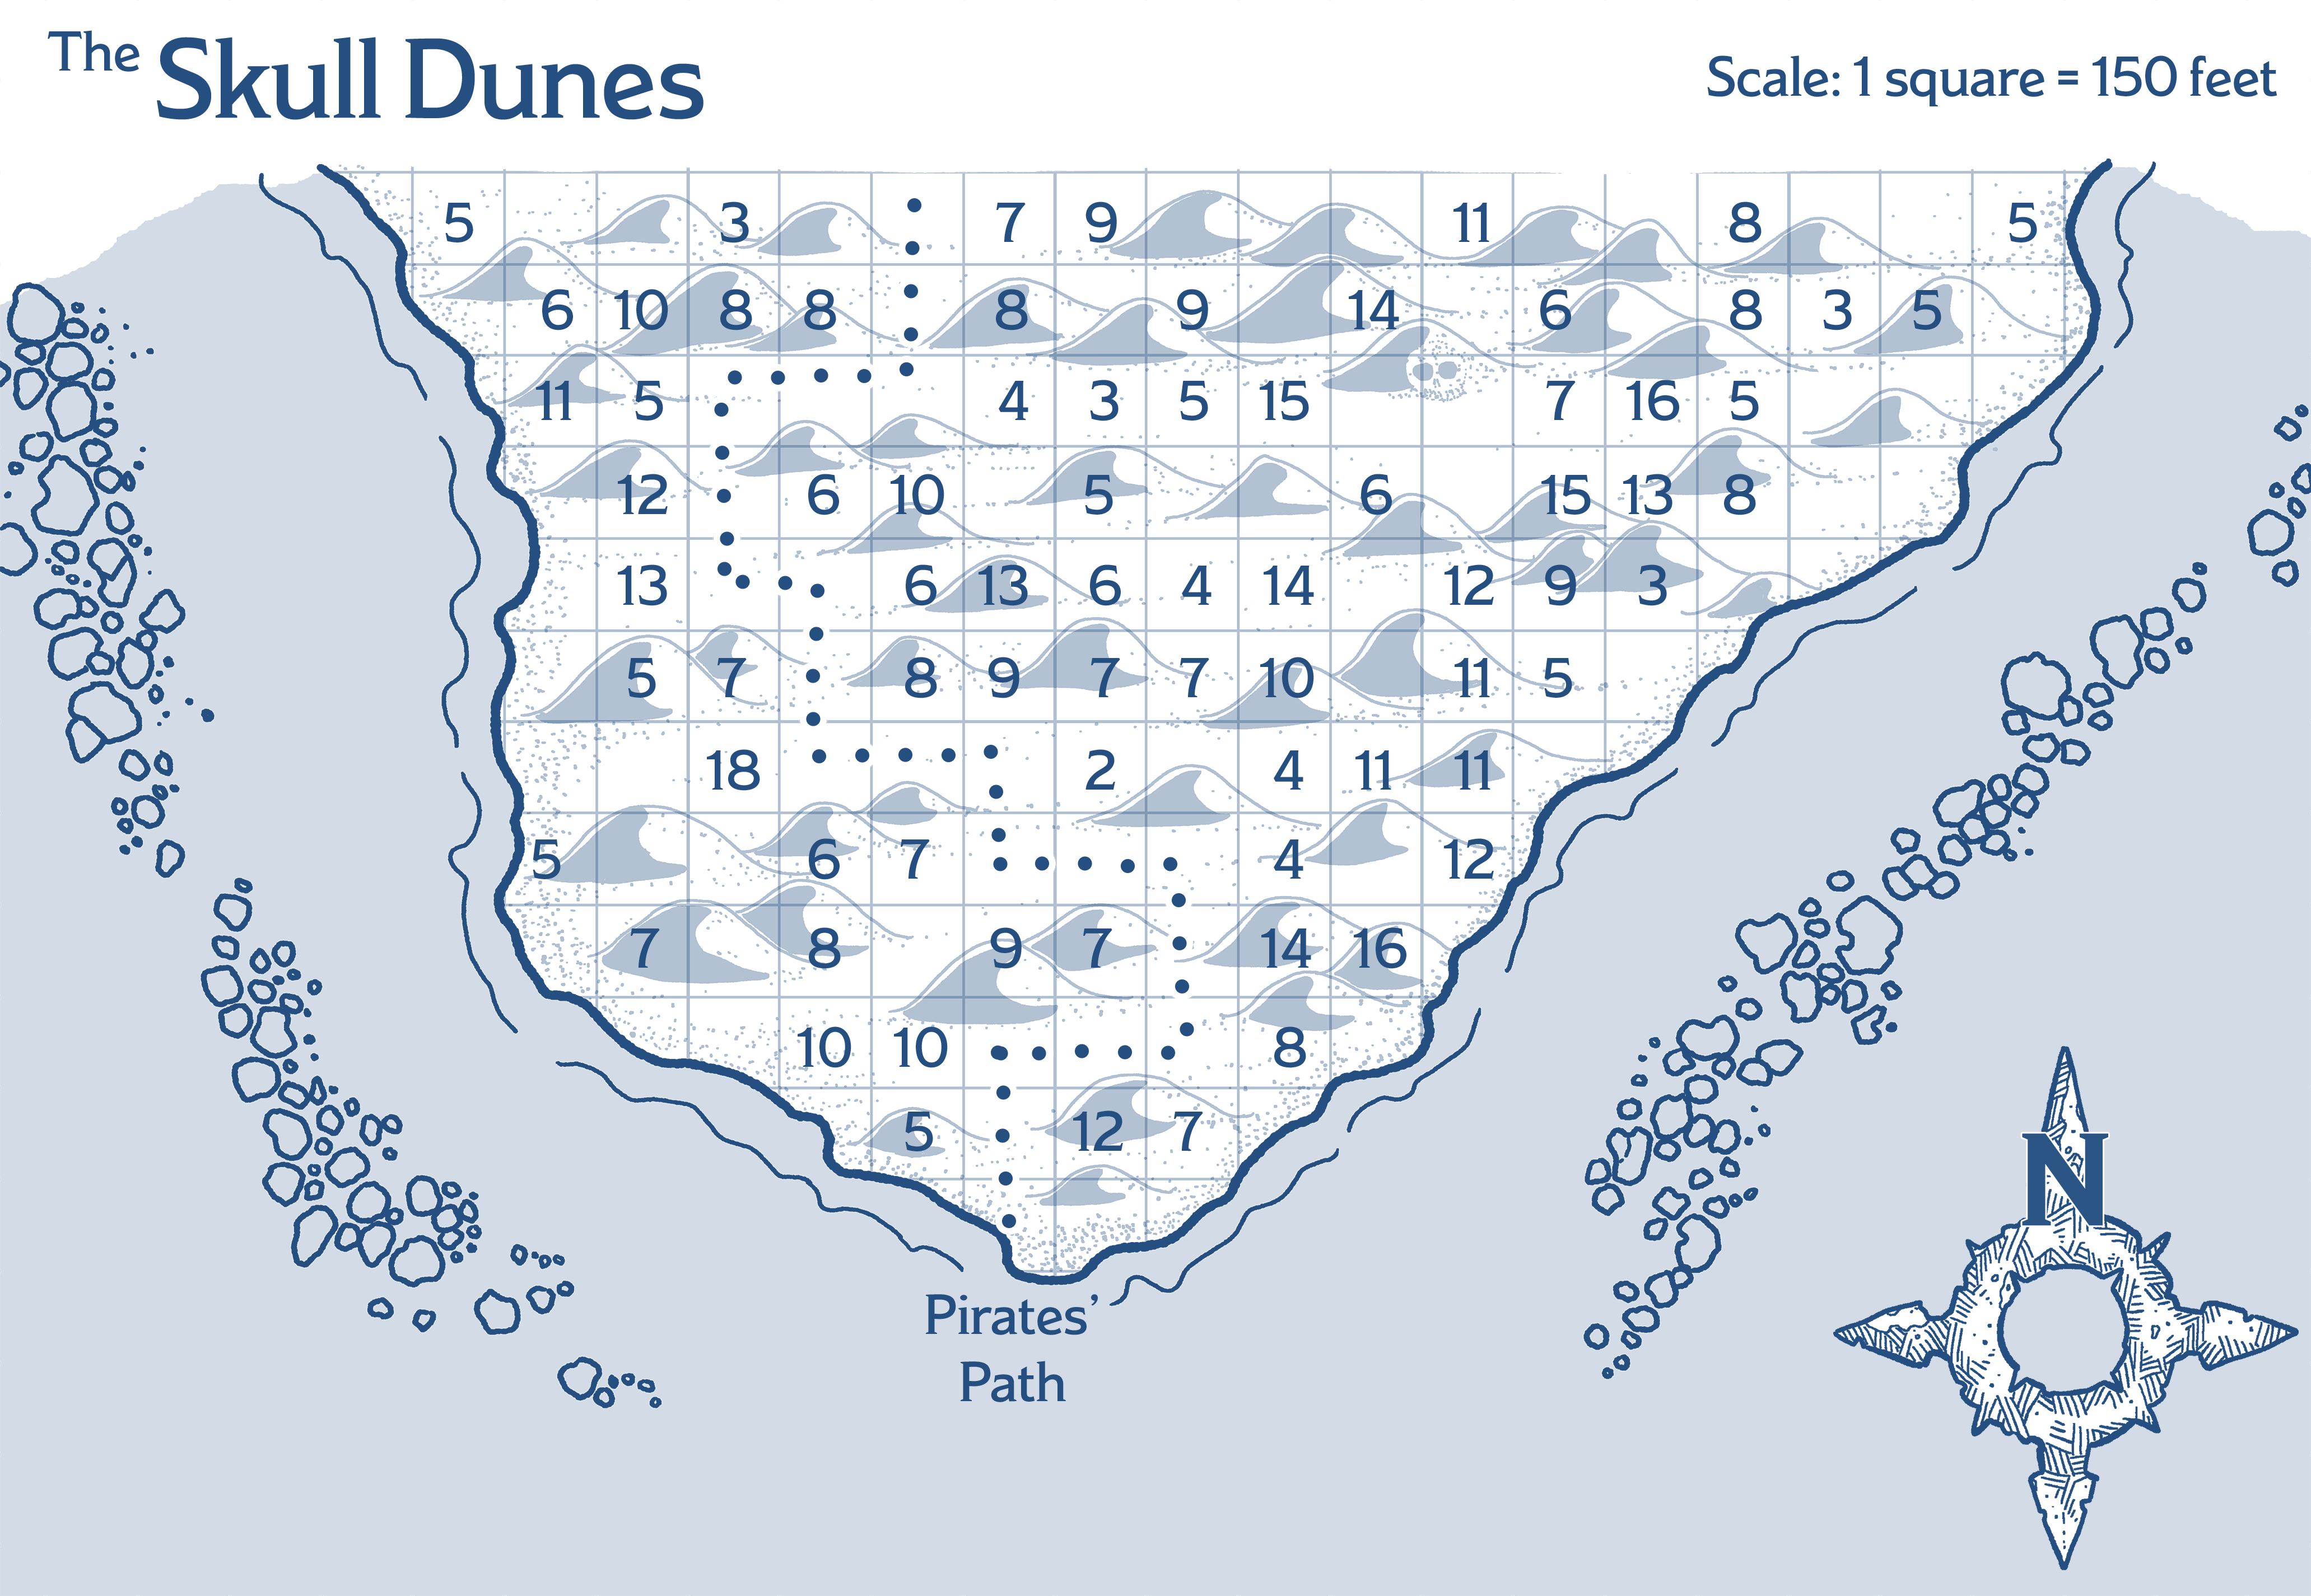 The Skull Dunes
Scale: 1 square = 150 feet
5 3 7 9 11 8 5
6 10 8 8 8 9 14 6 8 3 5
11 5 4 3 5 15 7 16 5
12 6 10 5 6 15 13 8
13 6 13 6 4 14 12 9 3
5 7 8 9 7 7 10 11 5
18 2 4 11 11
5 6 7 4 12
7 8 9 7 14 16
10 10 8
5 12 7
N
Pirates'
Path